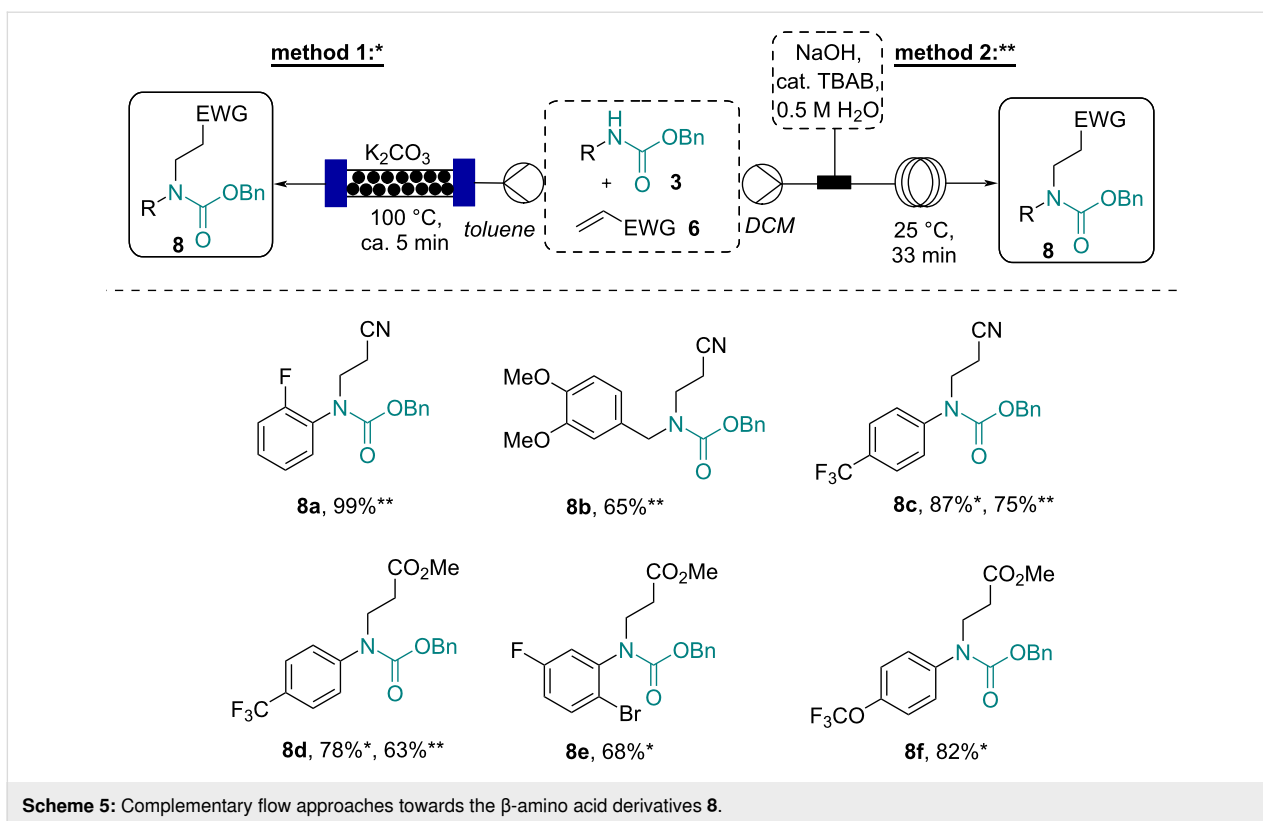 method 1:*
EWG
N
R
OBn
O
8
K2CO3
100 °C,
ca. 5 min
toluene
H
N
R
OBn
O
+
3
EWG 6
DCM
NaOH,
cat. TBAB,
0.5 M H2O
method 2:**
25 °C,
33 min
EWG
N
R
OBn
O
8
CN
F
N
OBn
O
8a, 99%**
CN
MeO
MeO
N
OBn
O
8b, 65%**
CN
N
OBn
O
F3C
8c, 87%*, 75%**
CO2Me
N
OBn
O
F3C
8d, 78%*, 63%**
CO2Me
F
N
OBn
O
Br
8e, 68%*
CO2Me
N
OBn
O
F3CO
8f, 82%*
Scheme 5: Complementary flow approaches towards the β-amino acid derivatives 8.